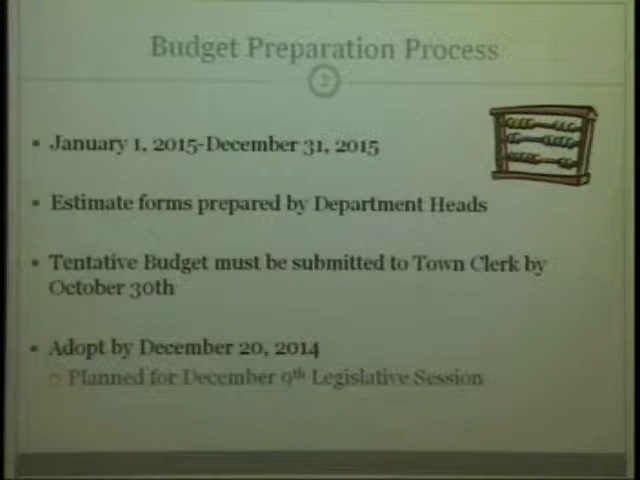 Budget Preparation Process
2
• January 1, 2015-December 31, 2015
• Estimate forms prepared by Department Heads
• Tentative Budget must be submitted to Town Clerk by
October 30th
• Adopt by December 20, 2014
○ Planned for December 9th Legislative Session